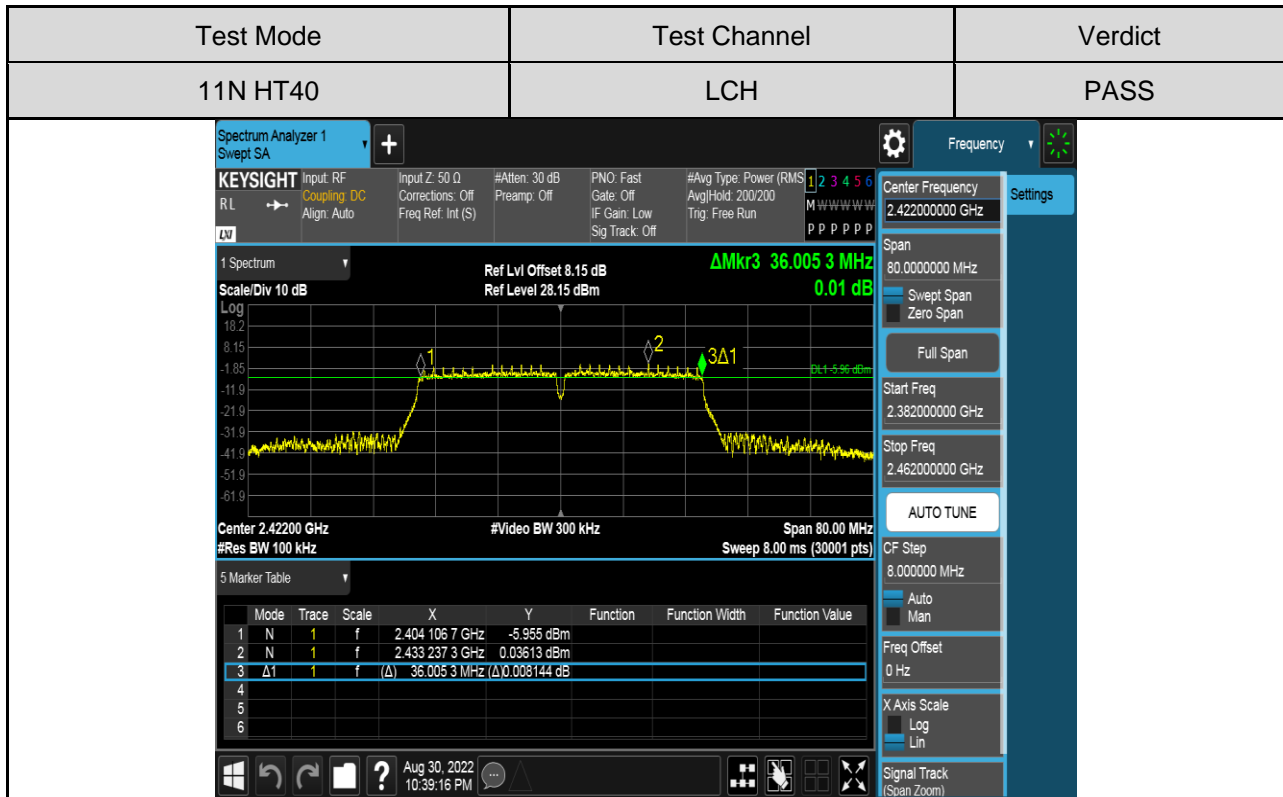 Test Mode Test Channel Verdict
11N HT40 LCH PASS
Spectrum Analyzer 1
Swept SA
+
Frequency
KEYSIGHT Input: RF Input Z: 50 Ω #Atten: 30 dB PNO: Fast #Avg Type: Power (RMS 1 2 3 4 5 6
RL Coupling: DC Corrections: Off Preamp: Off Gate: Off Avg|Hold: 200/200 M W W W W W
Align: Auto Freq Ref: Int (S) IF Gain: Low Trig: Free Run
LXI Sig Track: Off P P P P P P
Center Frequency
2.422000000 GHz
Settings
1 Spectrum
Ref Lvl Offset 8.15 dB ΔMkr3 36.005 3 MHz
Scale/Div 10 dB Ref Level 28.15 dBm 0.01 dB
Log
18.2
8.15
-1.85
-11.9
-21.9
-31.9
-41.9
-51.9
-61.9
1
2
3Δ1
DL1 -5.96 dBm
Center 2.42200 GHz #Video BW 300 kHz Span 80.00 MHz
#Res BW 100 kHz Sweep 8.00 ms (30001 pts)
Span
80.0000000 MHz
Swept Span
Zero Span
Full Span
Start Freq
2.382000000 GHz
Stop Freq
2.462000000 GHz
AUTO TUNE
CF Step
8.000000 MHz
Auto
Man
Freq Offset
0 Hz
X Axis Scale
Log
Lin
Signal Track
(Span Zoom)
5 Marker Table
Mode Trace Scale X Y Function Function Width Function Value
1 N 1 f 2.404 106 7 GHz -5.955 dBm
2 N 1 f 2.433 237 3 GHz 0.03613 dBm
3 Δ1 1 f (Δ) 36.005 3 MHz (Δ)0.008144 dB
4
5
6
? Aug 30, 2022
10:39:16 PM